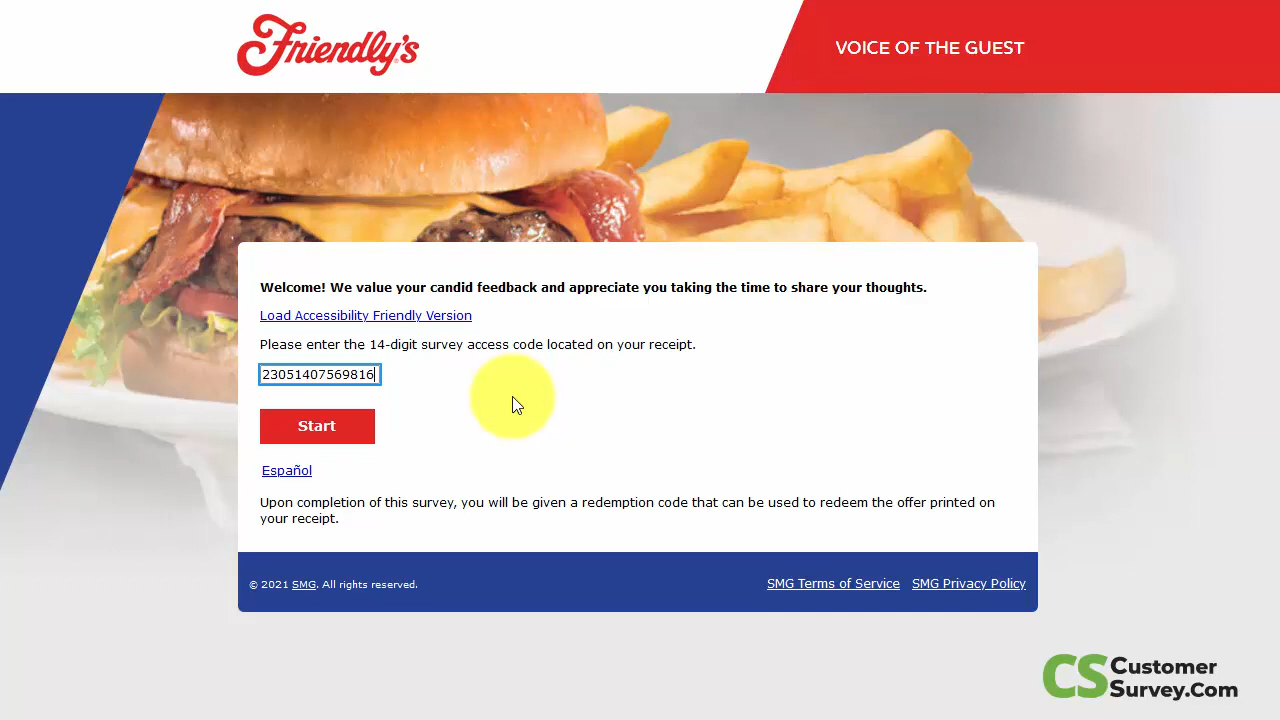 Friendly's
VOICE OF THE GUEST
Welcome! We value your candid feedback and appreciate you taking the time to share your thoughts.
Load Accessibility Friendly Version
Please enter the 14-digit survey access code located on your receipt.
23051407569816
Start
Español
Upon completion of this survey, you will be given a redemption code that can be used to redeem the offer printed on
your receipt.
© 2021 SMG. All rights reserved.
SMG Terms of Service SMG Privacy Policy
CS Customer
Survey.Com